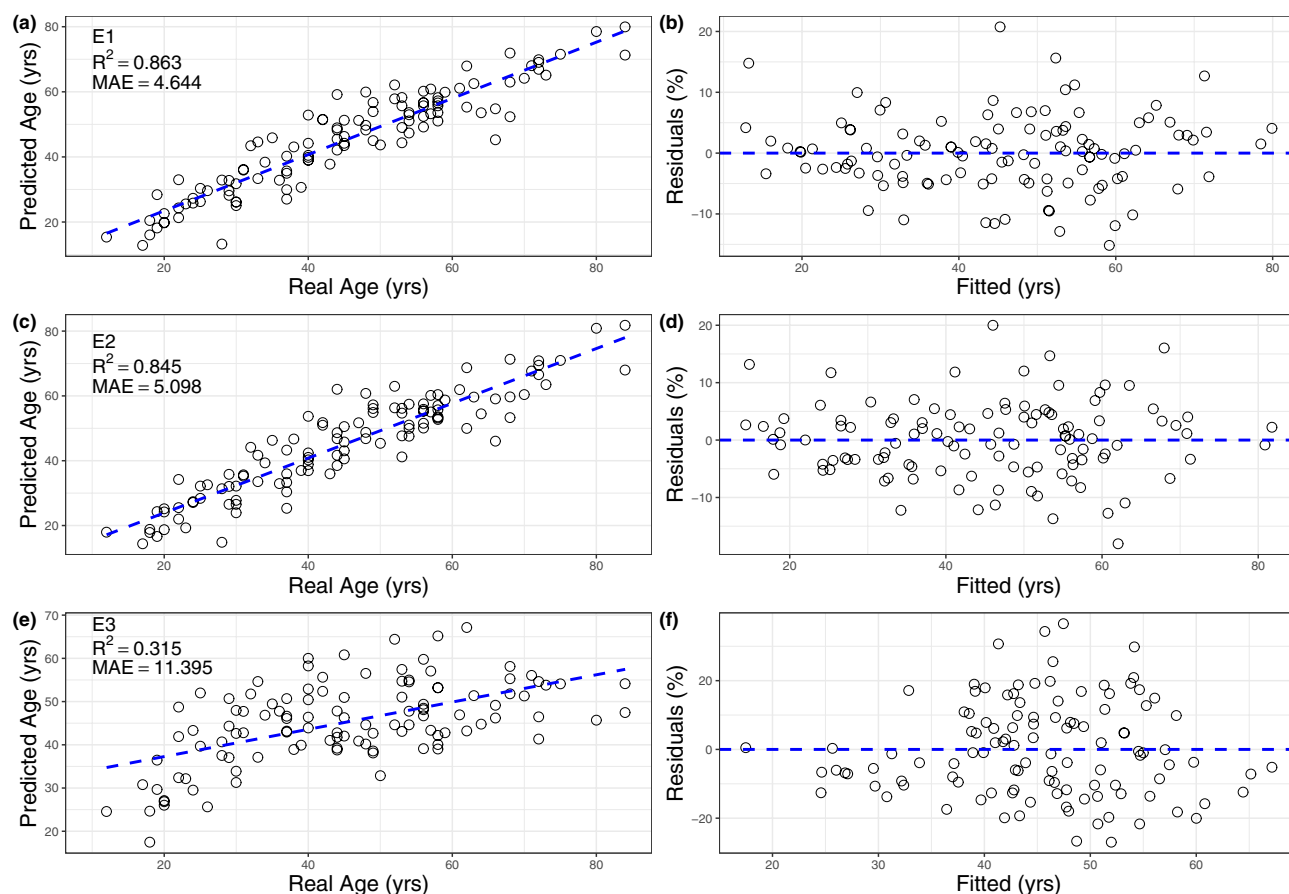 (a)
E1
R² = 0.863
MAE = 4.644
Predicted Age (yrs)
80
60
40
20
20 40 60 80
Real Age (yrs)
(b)
Residuals (%)
20
10
0
−10
20 40 60 80
Fitted (yrs)
(c)
E2
R² = 0.845
MAE = 5.098
Predicted Age (yrs)
80
60
40
20
20 40 60 80
Real Age (yrs)
(d)
Residuals (%)
20
10
0
−10
20 40 60 80
Fitted (yrs)
(e)
E3
R² = 0.315
MAE = 11.395
Predicted Age (yrs)
70
60
50
40
30
20
20 40 60 80
Real Age (yrs)
(f)
Residuals (%)
20
0
−20
20 30 40 50 60
Fitted (yrs)